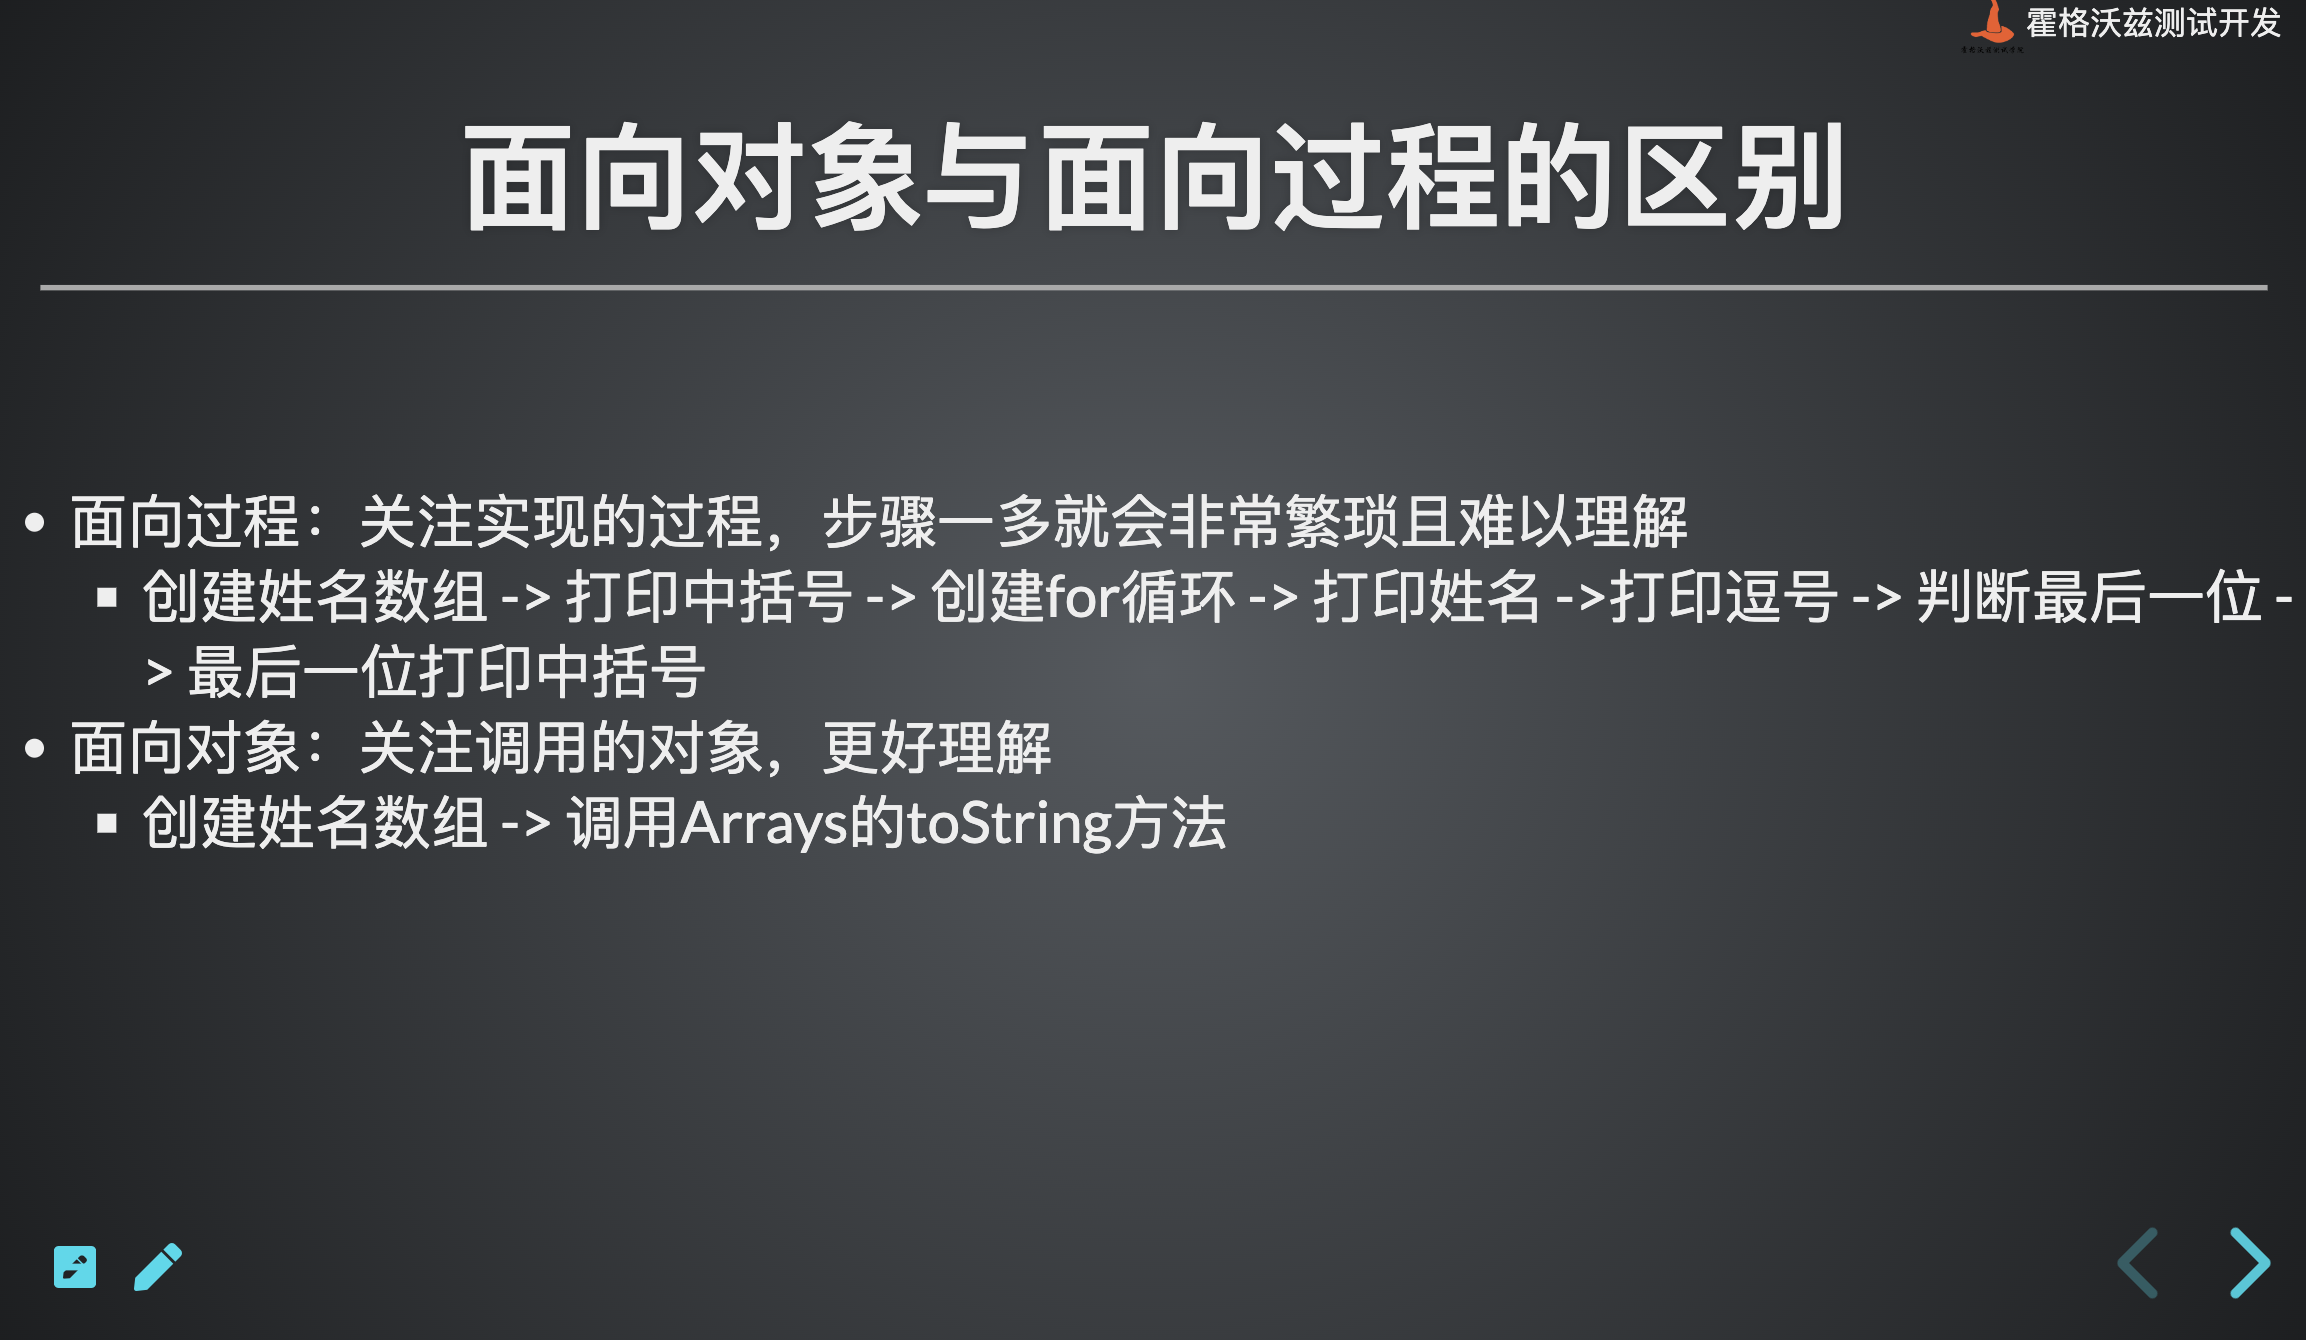 霍格沃兹测试开发
面向对象与面向过程的区别
面向过程：关注实现的过程，步骤一多就会非常繁琐且难以理解
创建姓名数组 -> 打印中括号 -> 创建for循环 -> 打印姓名 ->打印逗号 -> 判断最后一位 -
> 最后一位打印中括号
面向对象：关注调用的对象，更好理解
创建姓名数组 -> 调用Arrays的toString方法